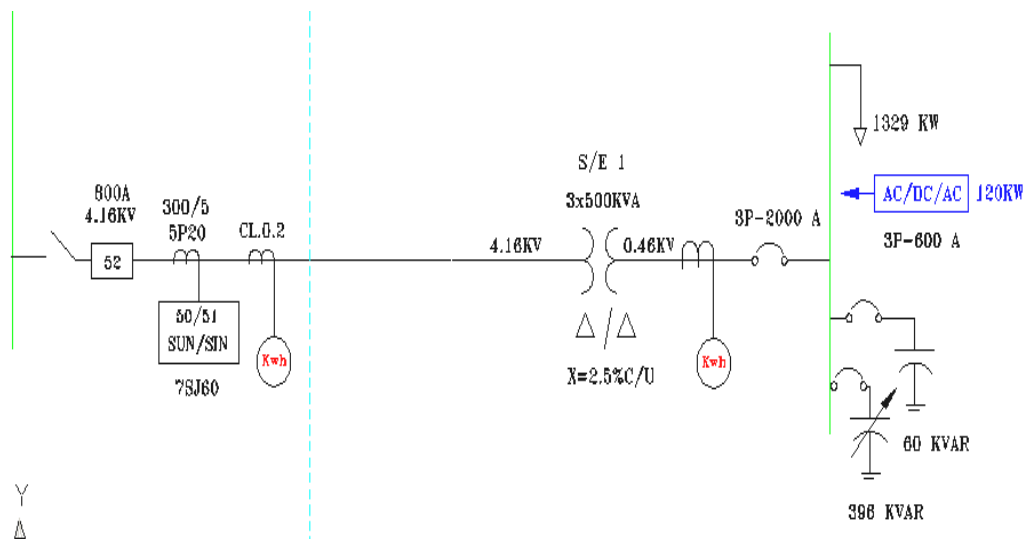 800A
4.16KV
52
300/5
5P20
50/51
SUN/SIN
7SJ60
CL.0.2
Kwh
4.16KV
S/E 1
3x500KVA
0.46KV
Δ/Δ
X=2.5%C/U
Kwh
3P-2000 A
1329 KW
AC/DC/AC
120KW
3P-600 A
60 KVAR
396 KVAR
Y
Δ